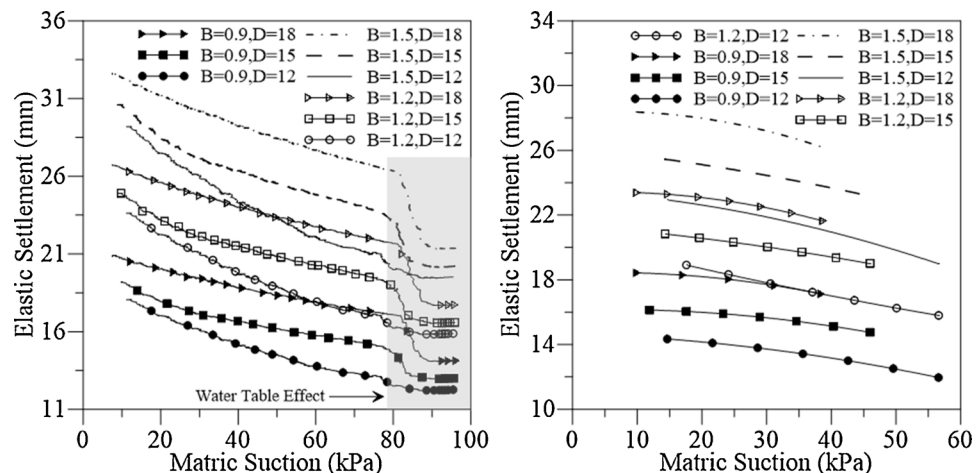 36
31
26
21
16
11
Elastic Settlement (mm)
B=0.9,D=18
B=0.9,D=15
B=0.9,D=12
B=1.5,D=18
B=1.5,D=15
B=1.5,D=12
B=1.2,D=18
B=1.2,D=15
B=1.2,D=12
Water Table Effect
0 20 40 60 80 100
Matric Suction (kPa)
34
30
26
22
18
14
10
Elastic Settlement (mm)
B=1.2,D=12
B=0.9,D=18
B=0.9,D=15
B=0.9,D=12
B=1.5,D=18
B=1.5,D=15
B=1.5,D=12
B=1.2,D=18
B=1.2,D=15
0 10 20 30 40 50 60
Matric Suction (kPa)